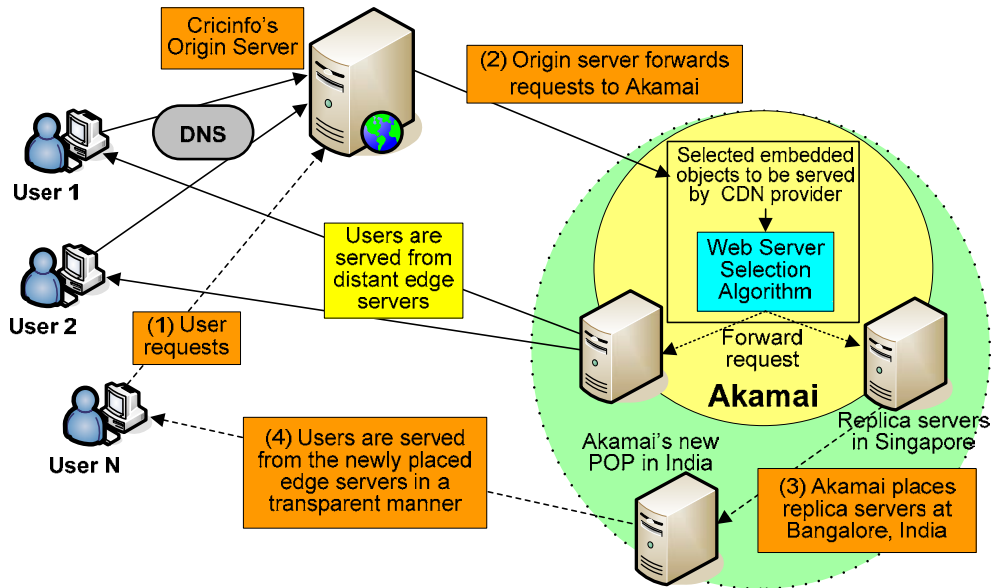 Cricinfo's
Origin Server
(2) Origin server forwards
requests to Akamai
DNS
User 1
Selected embedded
objects to be served
by CDN provider
Web Server
Selection
Algorithm
Users are
served from
distant edge
servers
User 2
(1) User
requests
Forward
request
Akamai
Replica servers
in Singapore
User N
(4) Users are served
from the newly placed
edge servers in a
transparent manner
Akamai's new
POP in India
(3) Akamai places
replica servers at
Bangalore, India